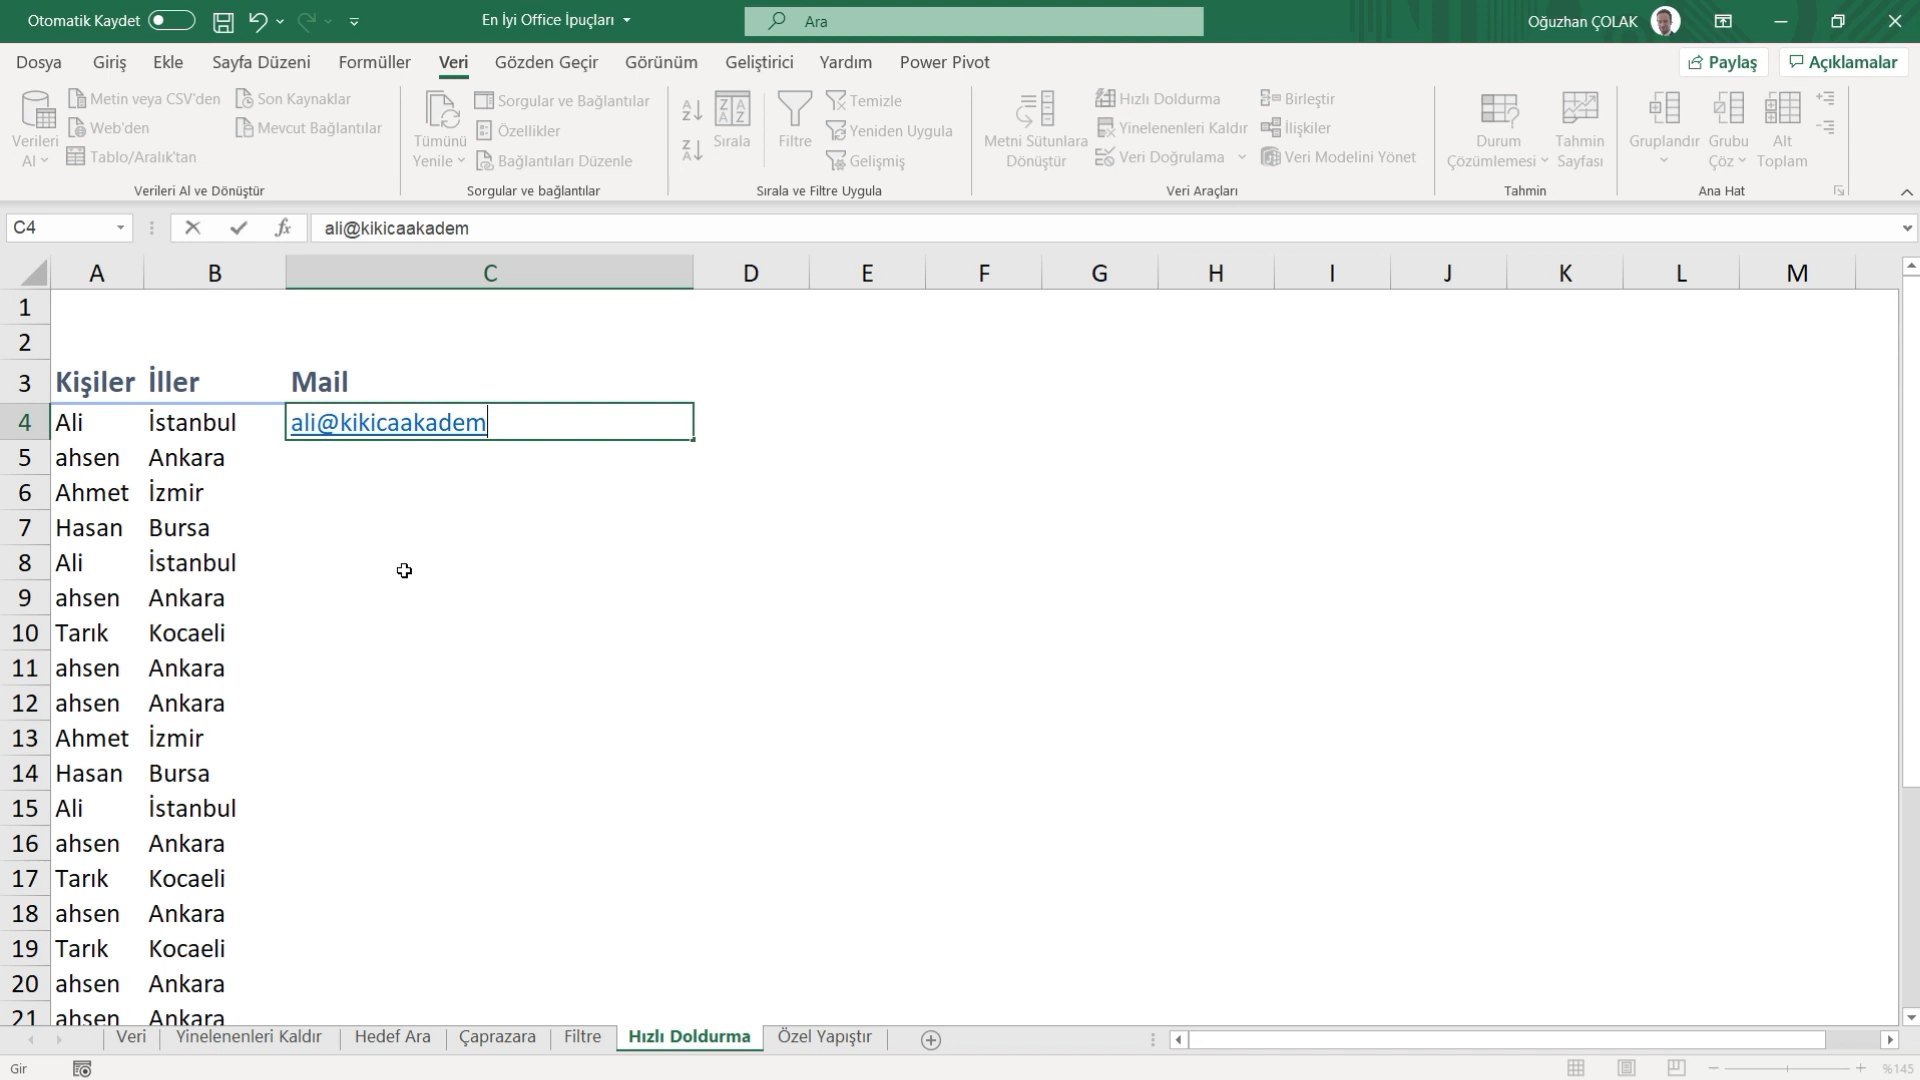 Otomatik Kaydet
En İyi Office İpuçları
Ara
Oğuzhan ÇOLAK
Dosya Giriş Ekle Sayfa Düzeni Formüller Veri Gözden Geçir Görünüm Geliştirici Yardım Power Pivot
Paylaş Açıklamalar
Verileri Al
Metin veya CSV'den
Web'den
Tablo/Aralık'tan
Son Kaynaklar
Mevcut Bağlantılar
Verileri Al ve Dönüştür
Tümünü Yenile
Sorgular ve Bağlantılar
Özellikler
Bağlantıları Düzenle
Sorgular ve bağlantılar
Sırala
Filtre
Temizle
Yeniden Uygula
Gelişmiş
Sırala ve Filtre Uygula
Metni Sütunlara Dönüştür
Hızlı Doldurma
Yinelenenleri Kaldır
Veri Doğrulama
Birleştir
İlişkiler
Veri Modelini Yönet
Veri Araçları
Durum Çözümlemesi
Tahmin Sayfası
Tahmin
Gruplandır
Grubu Çöz
Alt Toplam
Ana Hat
C4 fx ali@kikicaakadem
A B C D E F G H I J K L M
1
2
3 Kişiler İller Mail
4 Ali İstanbul ali@kikicaakadem
5 ahsen Ankara
6 Ahmet İzmir
7 Hasan Bursa
8 Ali İstanbul
9 ahsen Ankara
10 Tarık Kocaeli
11 ahsen Ankara
12 ahsen Ankara
13 Ahmet İzmir
14 Hasan Bursa
15 Ali İstanbul
16 ahsen Ankara
17 Tarık Kocaeli
18 ahsen Ankara
19 Tarık Kocaeli
20 ahsen Ankara
21 ahsen Ankara
Veri Yinelenenleri Kaldır Hedef Ara Çaprazara Filtre Hızlı Doldurma Özel Yapıştır
Gir
%145